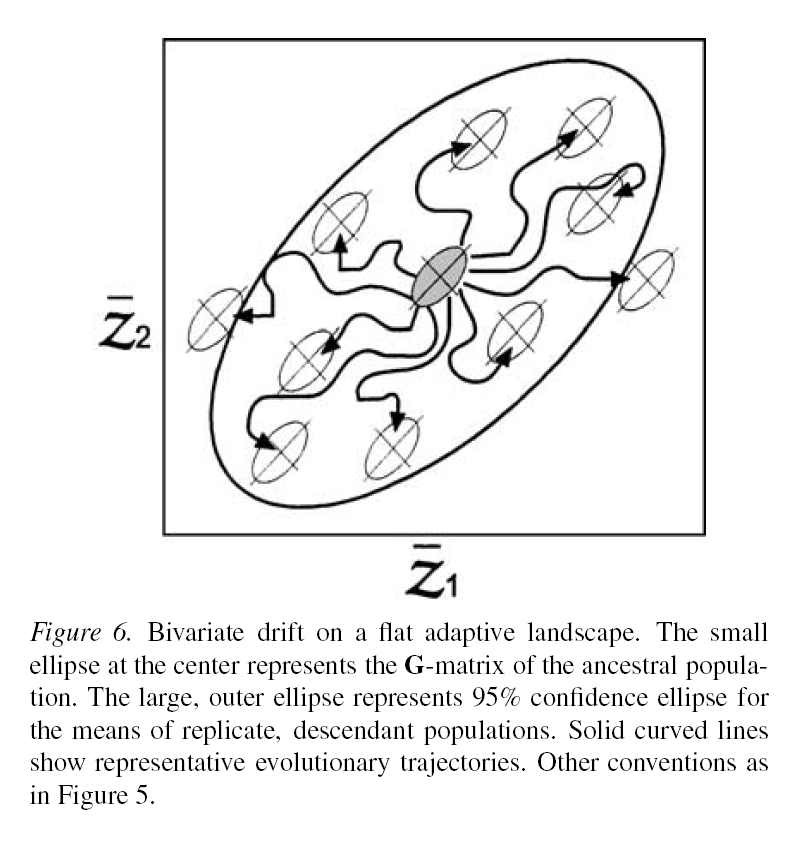 z̄2
z̄1
Figure 6. Bivariate drift on a flat adaptive landscape. The small
ellipse at the center represents the G-matrix of the ancestral popula-
tion. The large, outer ellipse represents 95% confidence ellipse for
the means of replicate, descendant populations. Solid curved lines
show representative evolutionary trajectories. Other conventions as
in Figure 5.